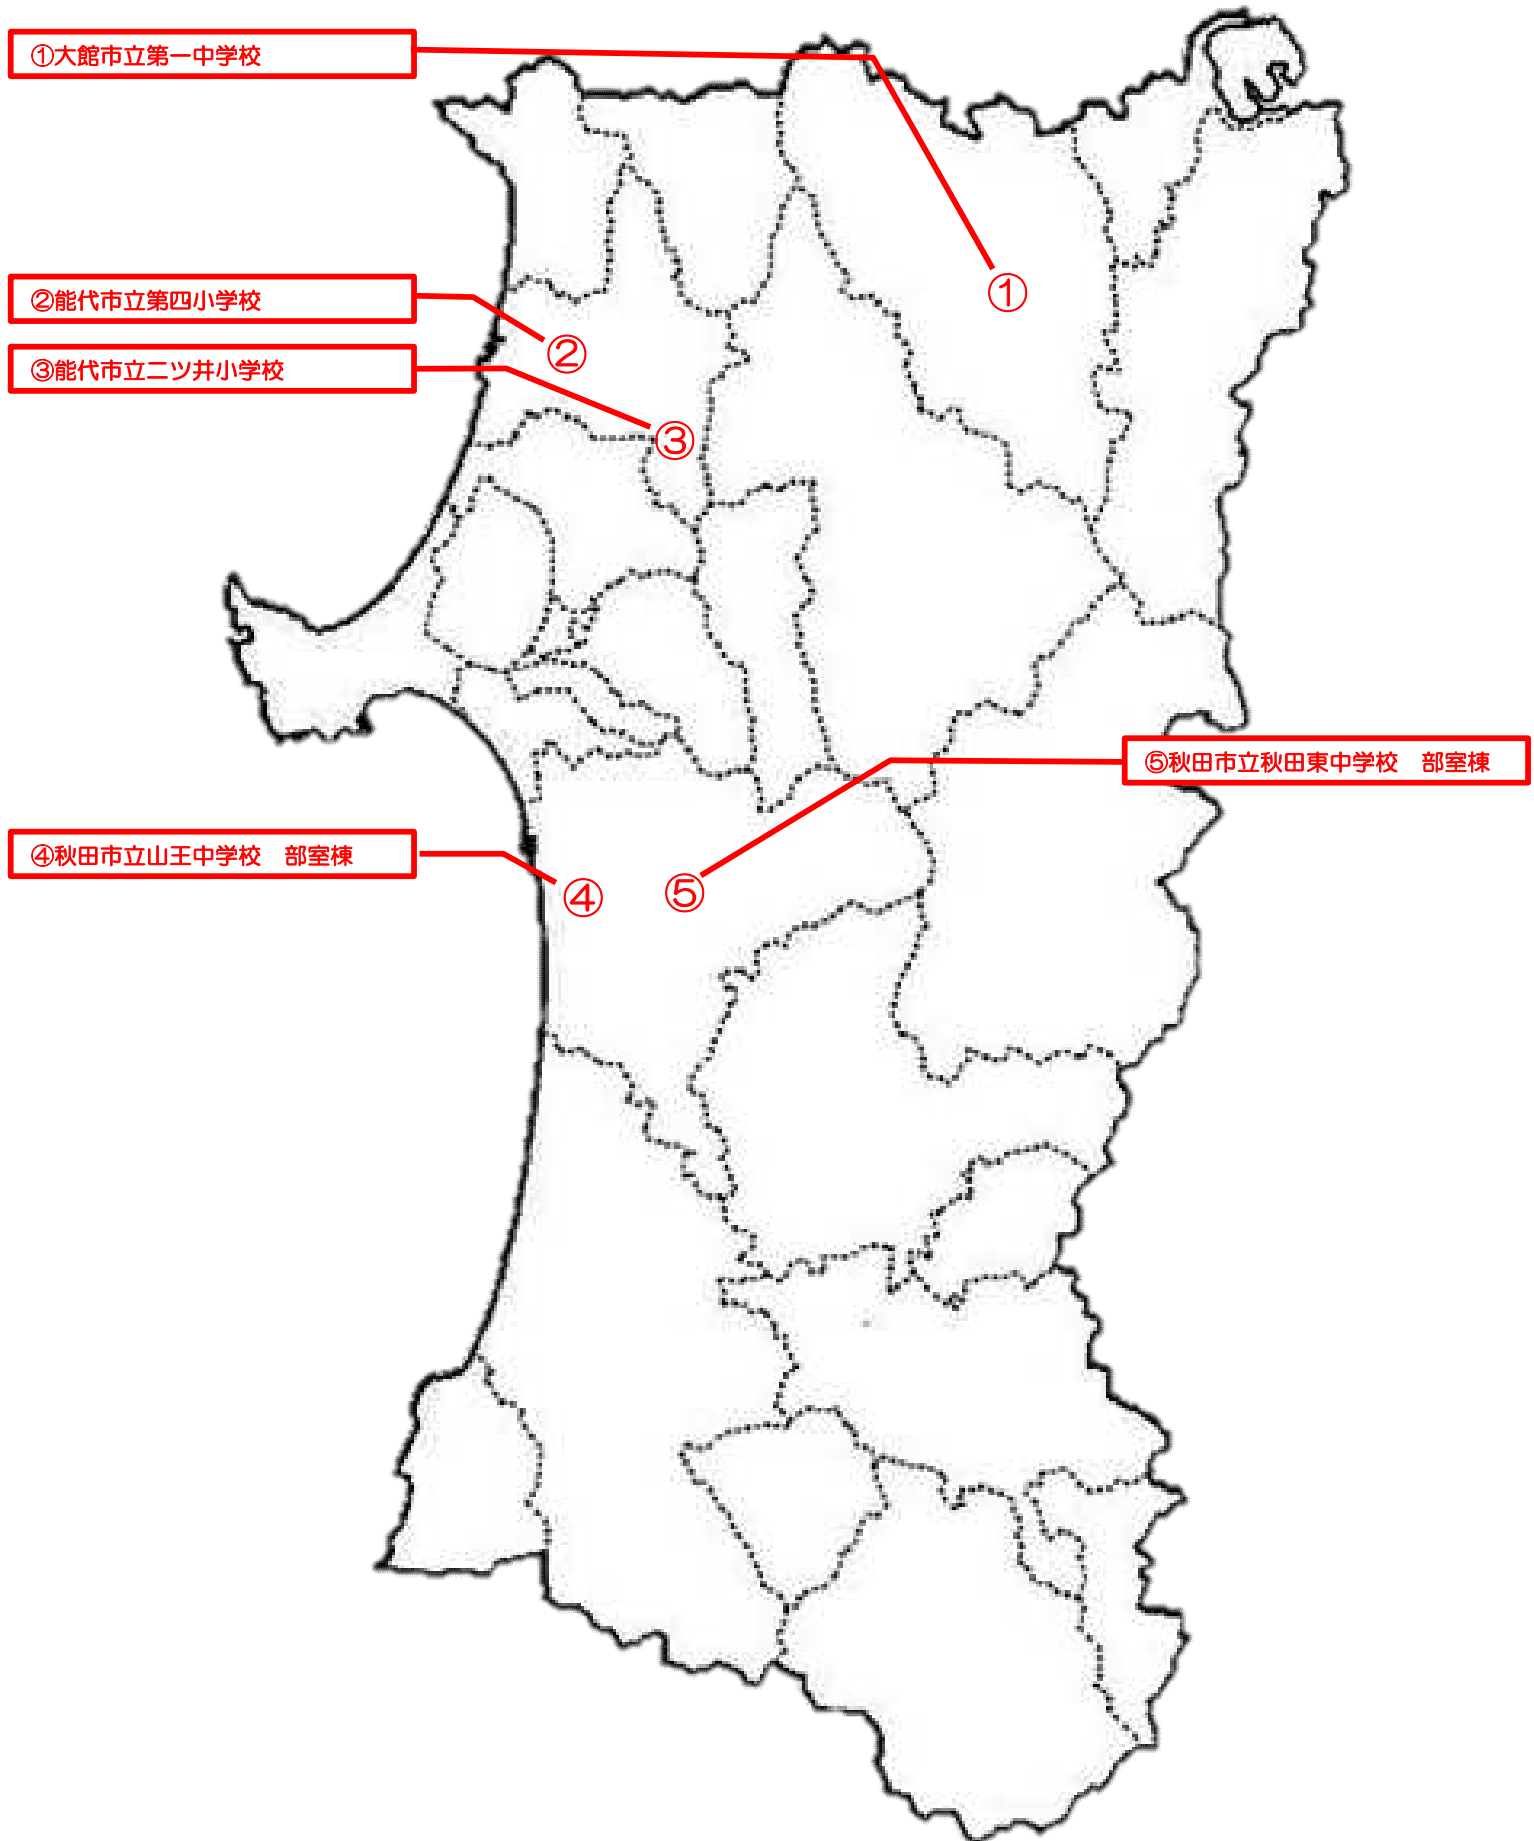 ①大館市立第一中学校
①
②能代市立第四小学校
②
③能代市立二ツ井小学校
③
⑤秋田市立秋田東中学校　部室棟
④秋田市立山王中学校　部室棟
④
⑤